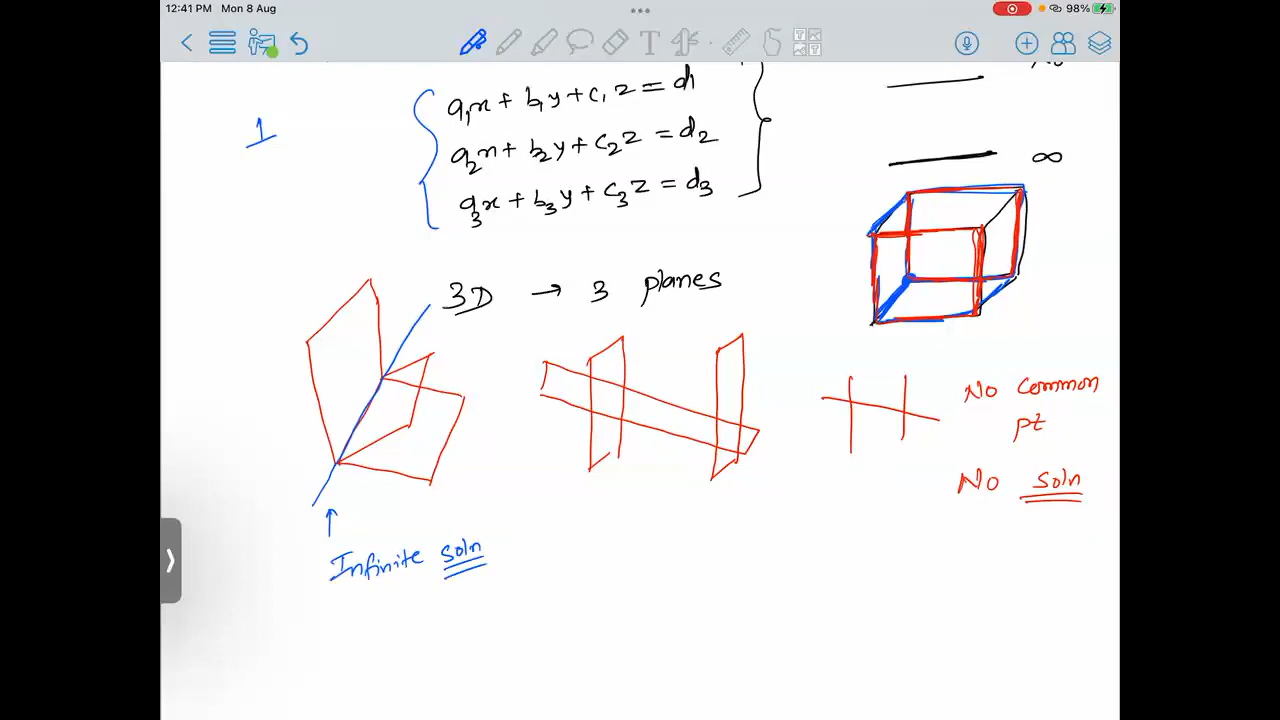 12:41 PM Mon 8 Aug
98%
T
a₁x + b₁y + c₁z = d₁
1
a₂x + b₂y + c₂z = d₂
∞
a₃x + b₃y + c₃z = d₃
3D → 3 planes
No common
pt
No soln
Infinite soln